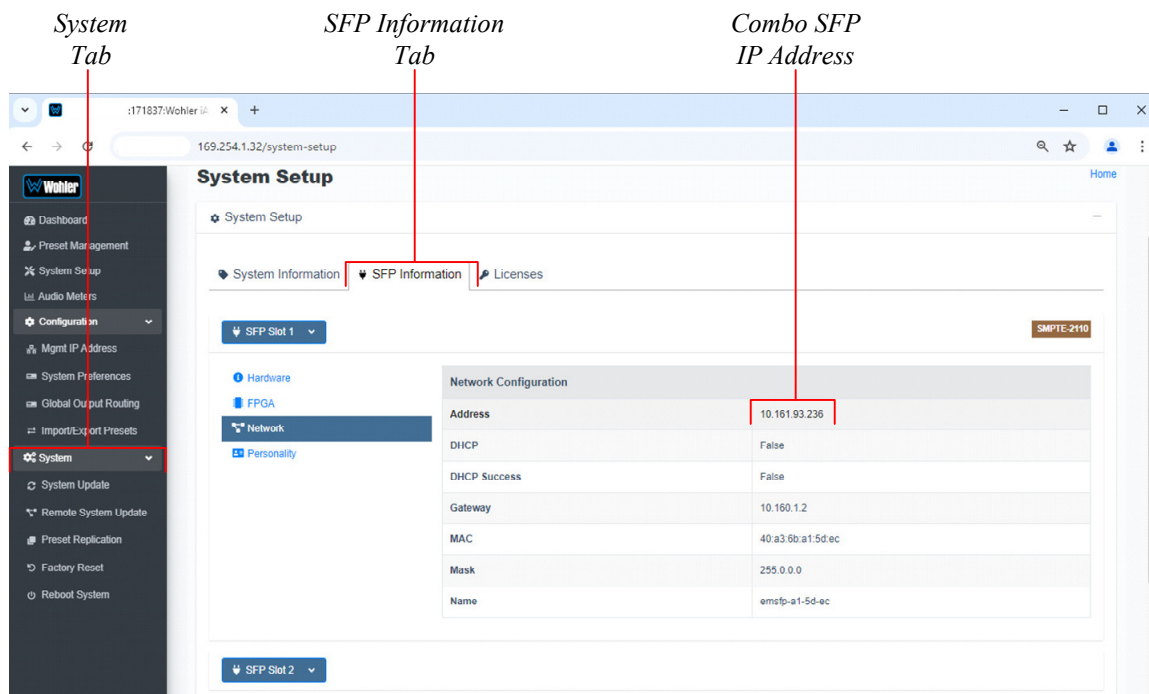 System
Tab
SFP Information
Tab
Combo SFP
IP Address
:171837:Wohler iA
169.254.1.32/system-setup
Wohler
System Setup
Home
Dashboard
Preset Management
System Setup
Audio Meters
Configuration
Mgmt IP Address
System Preferences
Global Output Routing
Import/Export Presets
System
System Update
Remote System Update
Preset Replication
Factory Reset
Reboot System
System Setup
System Information
SFP Information
Licenses
SFP Slot 1
SMPTE-2110
Hardware
FPGA
Network
Personality
Network Configuration
Address 10.161.93.236
DHCP False
DHCP Success False
Gateway 10.160.1.2
MAC 40:a3:6b:a1:5d:ec
Mask 255.0.0.0
Name emsfp-a1-5d-ec
SFP Slot 2